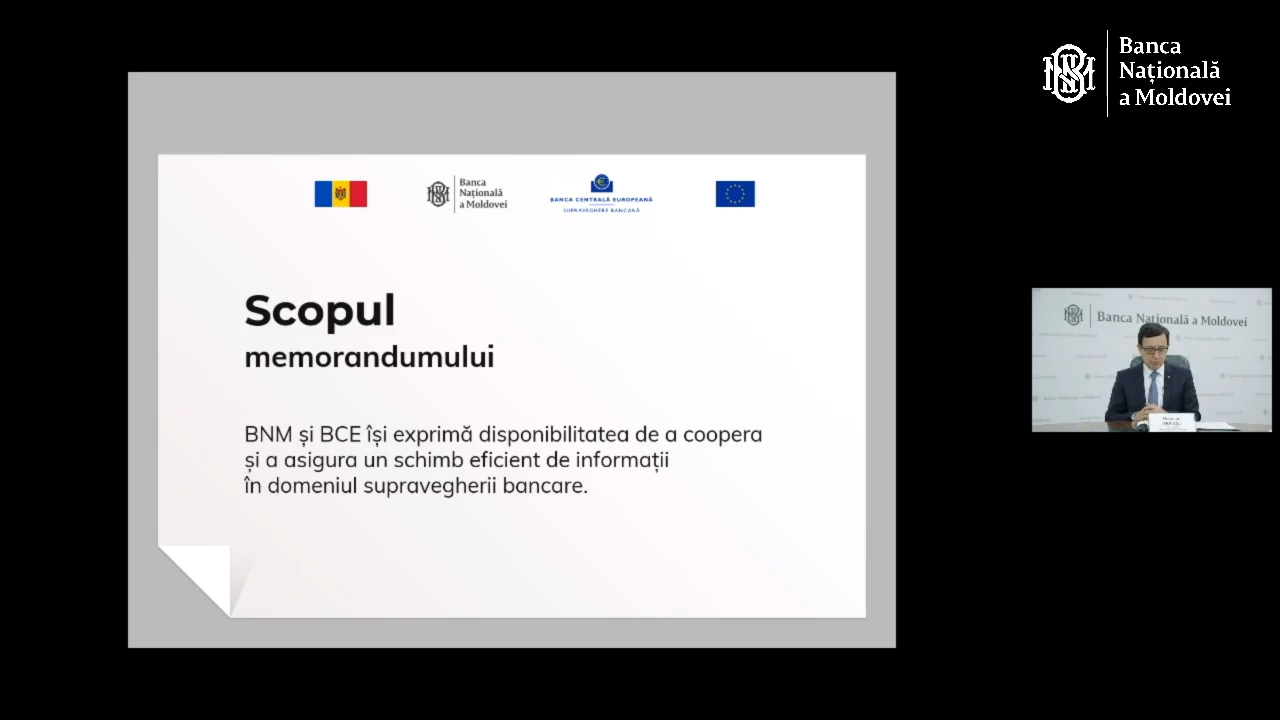 Banca
Națională
a Moldovei
Banca
Națională
a Moldovei
BANCA CENTRALĂ EUROPEANĂ
SUPRAVEGHERE BANCARĂ
Scopul
memorandumului
BNM și BCE își exprimă disponibilitatea de a coopera
și a asigura un schimb eficient de informații
în domeniul supravegherii bancare.
Banca Națională a Moldovei